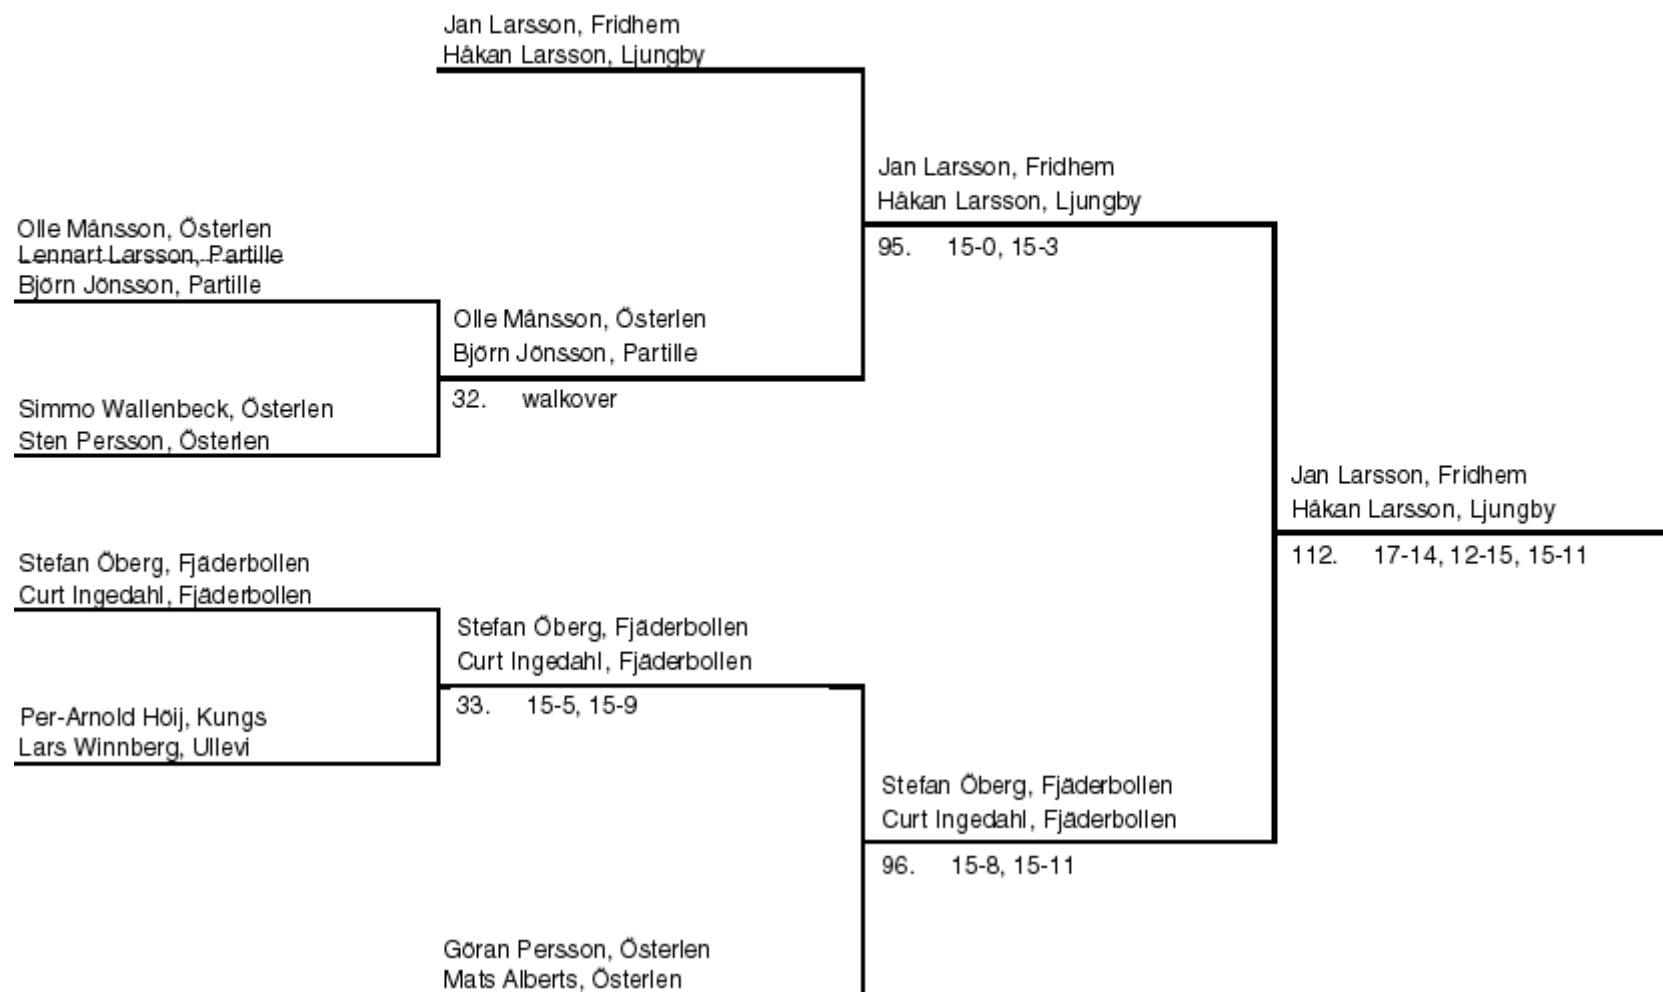 Jan Larsson, Fridhem
Håkan Larsson, Ljungby
Jan Larsson, Fridhem
Håkan Larsson, Ljungby
95. 15-0, 15-3
Olle Månsson, Österlen
Lennart Larsson, Partille
Björn Jönsson, Partille
Olle Månsson, Österlen
Björn Jönsson, Partille
32. walkover
Simmo Wallenbeck, Österlen
Sten Persson, Österlen
Jan Larsson, Fridhem
Håkan Larsson, Ljungby
112. 17-14, 12-15, 15-11
Stefan Öberg, Fjäderbollen
Curt Ingedahl, Fjäderbollen
Stefan Öberg, Fjäderbollen
Curt Ingedahl, Fjäderbollen
33. 15-5, 15-9
Per-Arnold Höij, Kungs
Lars Winnberg, Ullevi
Stefan Öberg, Fjäderbollen
Curt Ingedahl, Fjäderbollen
96. 15-8, 15-11
Göran Persson, Österlen
Mats Alberts, Österlen